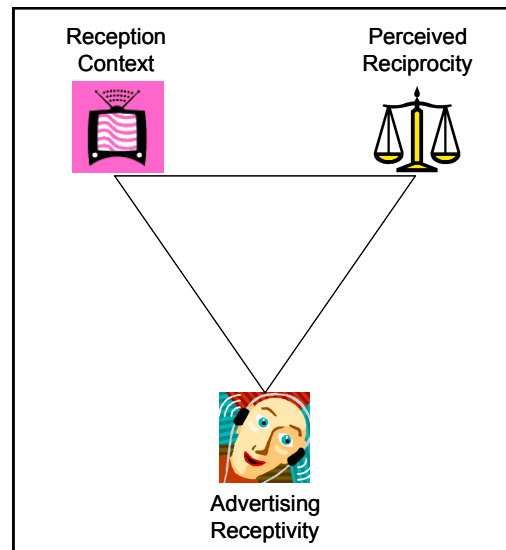 Reception
Context
Perceived
Reciprocity
Advertising
Receptivity